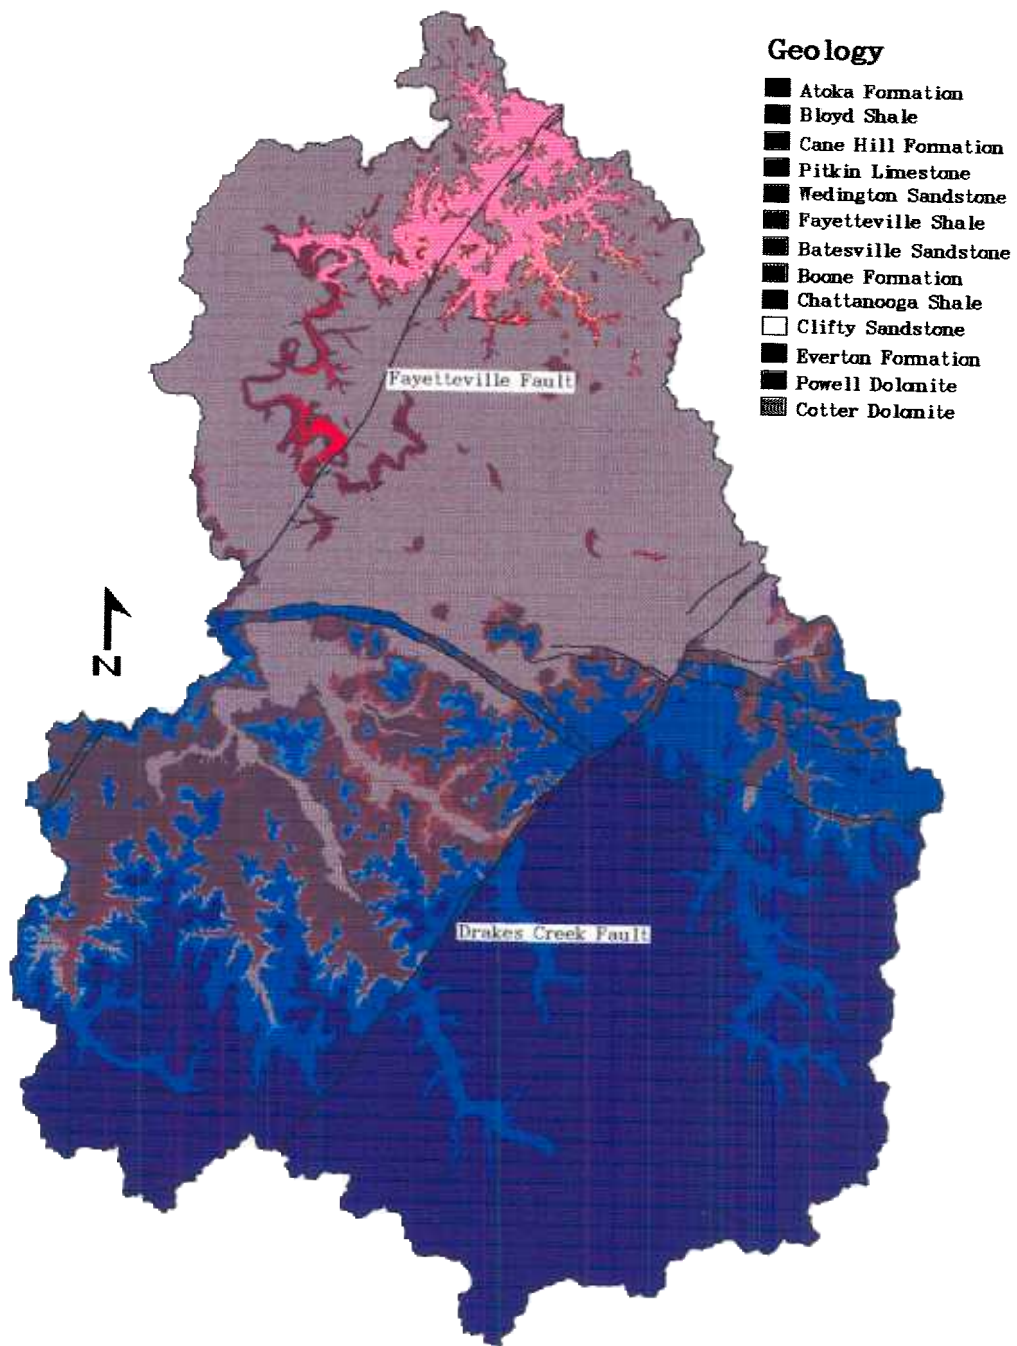 Geology
Atoka Formation
Bloyd Shale
Cane Hill Formation
Pitkin Limestone
Wedington Sandstone
Fayetteville Shale
Batesville Sandstone
Boone Formation
Chattanooga Shale
Clifty Sandstone
Everton Formation
Powell Dolomite
Cotter Dolomite
Fayetteville Fault
N
Drakes Creek Fault